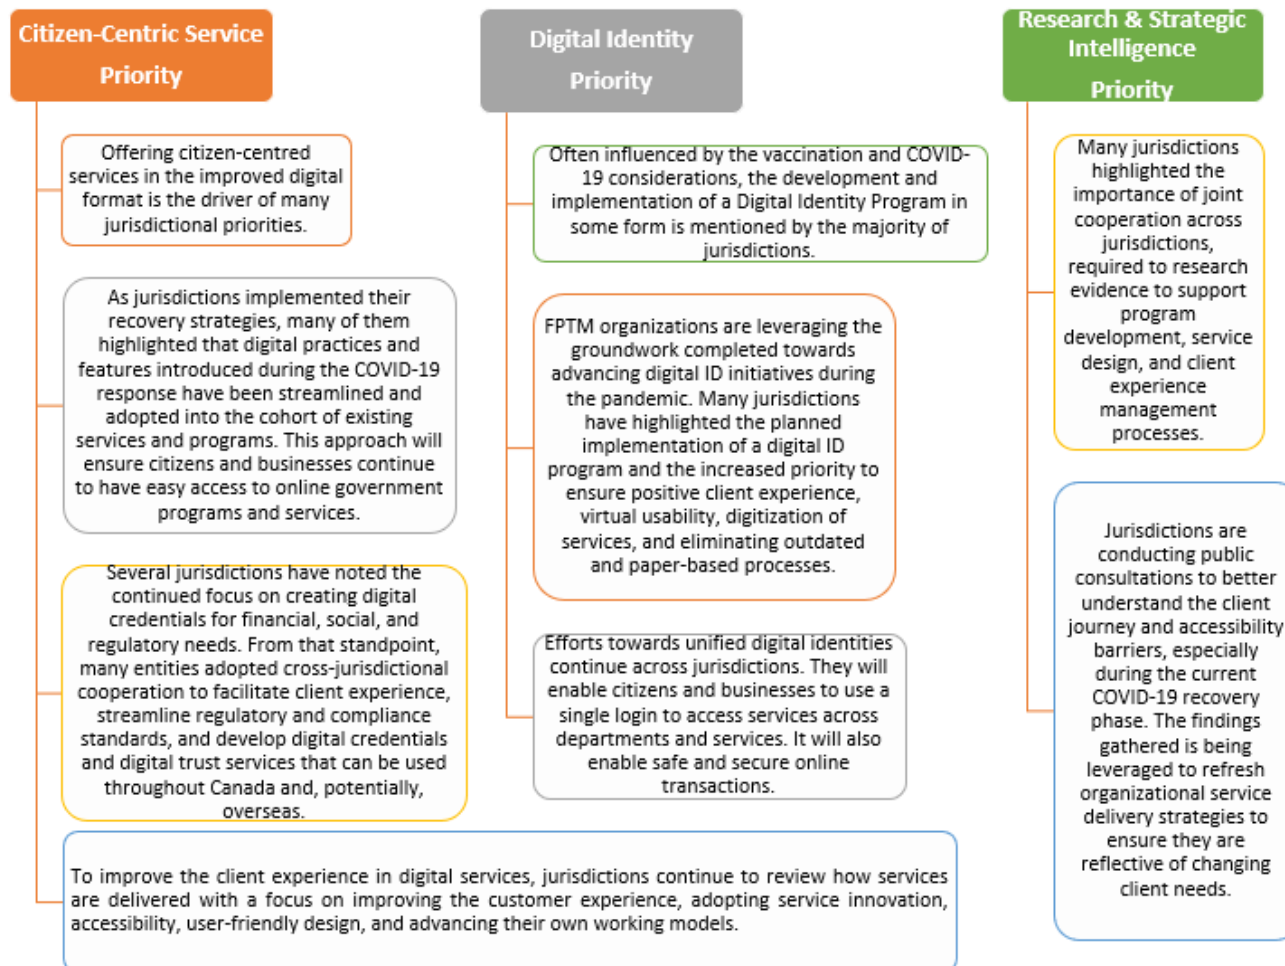 Citizen-Centric Service
Priority
Offering citizen-centred
services in the improved digital
format is the driver of many
jurisdictional priorities.
As jurisdictions implemented their
recovery strategies, many of them
highlighted that digital practices and
features introduced during the COVID-19
response have been streamlined and
adopted into the cohort of existing
services and programs. This approach will
ensure citizens and businesses continue
to have easy access to online government
programs and services.
Several jurisdictions have noted the
continued focus on creating digital
credentials for financial, social, and
regulatory needs. From that standpoint,
many entities adopted cross-jurisdictional
cooperation to facilitate client experience,
streamline regulatory and compliance
standards, and develop digital credentials
and digital trust services that can be used
throughout Canada and, potentially,
overseas.
To improve the client experience in digital services, jurisdictions continue to review how services
are delivered with a focus on improving the customer experience, adopting service innovation,
accessibility, user-friendly design, and advancing their own working models.
Digital Identity
Priority
Often influenced by the vaccination and COVID-
19 considerations, the development and
implementation of a Digital Identity Program in
some form is mentioned by the majority of
jurisdictions.
FPTM organizations are leveraging the
groundwork completed towards
advancing digital ID initiatives during
the pandemic. Many jurisdictions
have highlighted the planned
implementation of a digital ID
program and the increased priority to
ensure positive client experience,
virtual usability, digitization of
services, and eliminating outdated
and paper-based processes.
Efforts towards unified digital identities
continue across jurisdictions. They will
enable citizens and businesses to use a
single login to access services across
departments and services. It will also
enable safe and secure online
transactions.
Research & Strategic
Intelligence
Priority
Many jurisdictions
highlighted the
importance of joint
cooperation across
jurisdictions,
required to research
evidence to support
program
development, service
design, and client
experience
management
processes.
Jurisdictions are
conducting public
consultations to better
understand the client
journey and accessibility
barriers, especially
during the current
COVID-19 recovery
phase. The findings
gathered is being
leveraged to refresh
organizational service
delivery strategies to
ensure they are
reflective of changing
client needs.